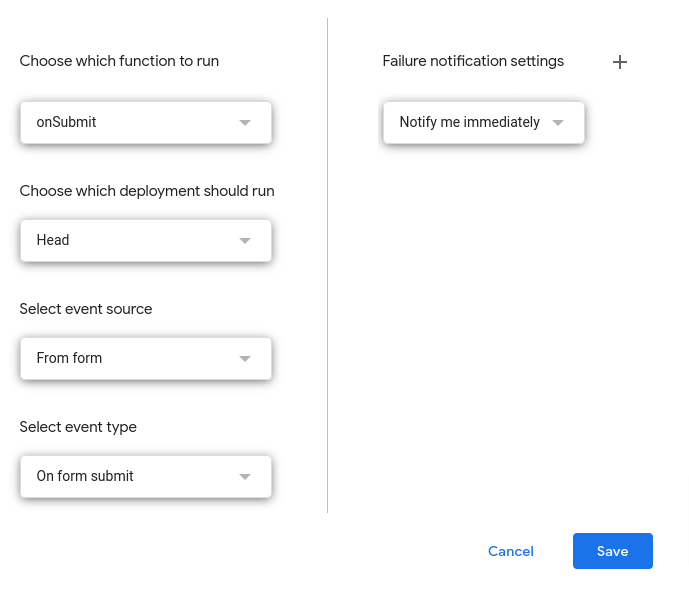 Choose which function to run
onSubmit
Choose which deployment should run
Head
Select event source
From form
Select event type
On form submit
Failure notification settings
Notify me immediately
Cancel
Save